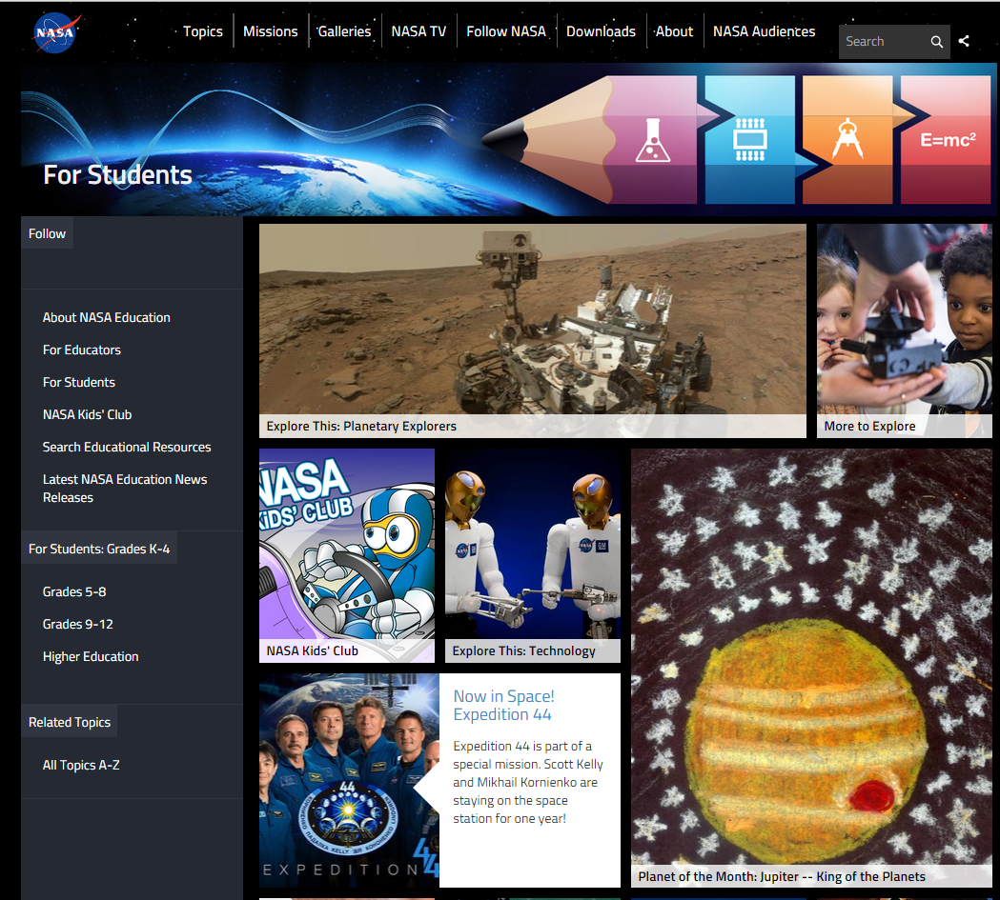 NASA
Topics
Missions
Galleries
NASA TV
Follow NASA
Downloads
About
NASA Audiences
Search
For Students
E=mc²
Follow
About NASA Education
For Educators
For Students
NASA Kids' Club
Search Educational Resources
Latest NASA Education News
Releases
For Students: Grades K-4
Grades 5-8
Grades 9-12
Higher Education
Related Topics
All Topics A-Z
Explore This: Planetary Explorers
More to Explore
NASA
KiDS' CLUB
NASA Kids' Club
NASA
GM
NASA
GM
Explore This: Technology
44
EXPEDITION
44
Now in Space!
Expedition 44
Expedition 44 is part of a
special mission. Scott Kelly
and Mikhail Kornienko are
staying on the space
station for one year!
Planet of the Month: Jupiter -- King of the Planets